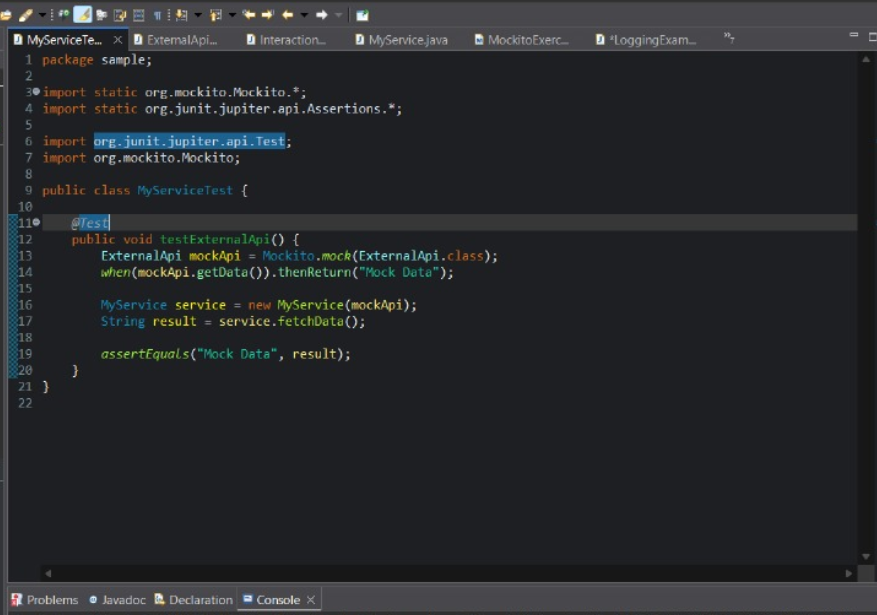 MyServiceTe...
ExternalApi...
Interaction...
MyService.java
MockitoExerc...
*LoggingExam...
»7
1 package sample;
2
3 import static org.mockito.Mockito.*;
4 import static org.junit.jupiter.api.Assertions.*;
5
6 import org.junit.jupiter.api.Test;
7 import org.mockito.Mockito;
8
9 public class MyServiceTest {
10
11 @Test
12 public void testExternalApi() {
13 ExternalApi mockApi = Mockito.mock(ExternalApi.class);
14 when(mockApi.getData()).thenReturn("Mock Data");
15
16 MyService service = new MyService(mockApi);
17 String result = service.fetchData();
18
19 assertEquals("Mock Data", result);
20 }
21 }
22
Problems
Javadoc
Declaration
Console